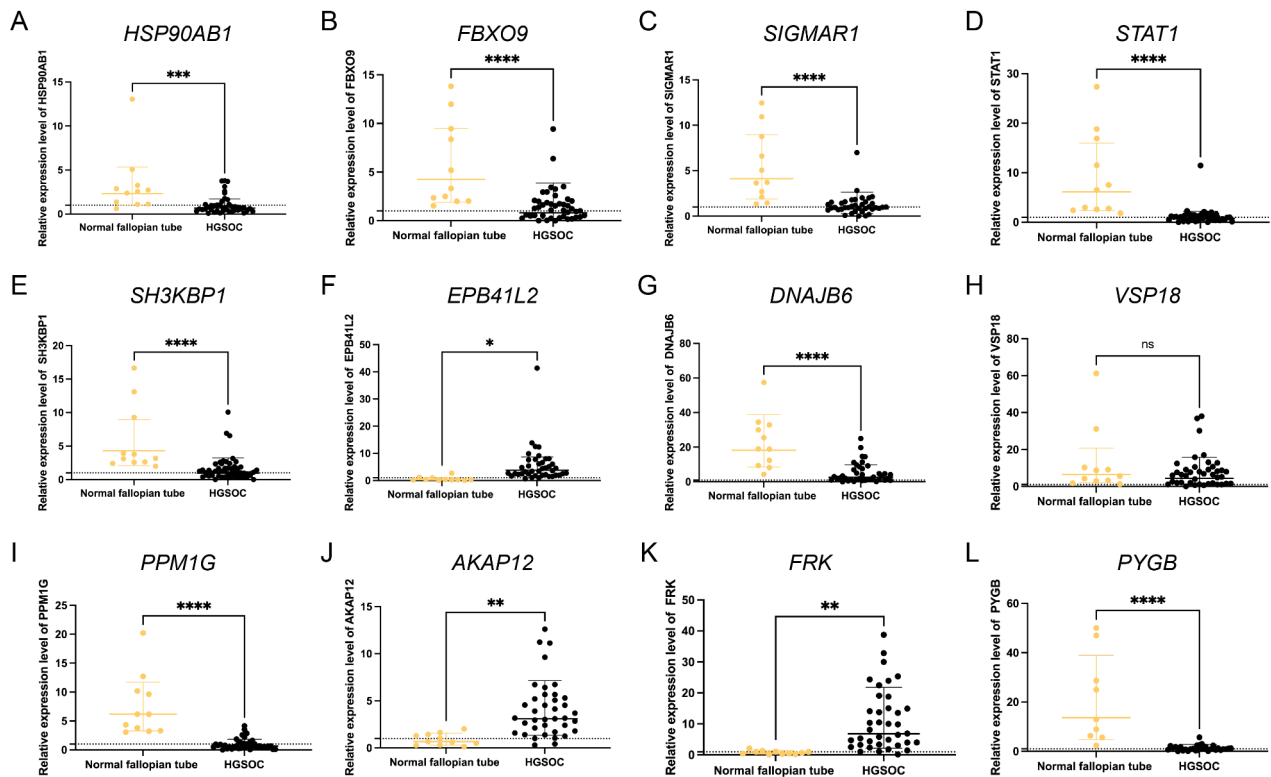 A
HSP90AB1
***
Relative expression level of HSP90AB1
15
10
5
0
Normal fallopian tube
HGSOC
B
FBXO9
****
Relative expression level of FBXO9
15
10
5
0
Normal fallopian tube
HGSOC
C
SIGMAR1
****
Relative expression level of SIGMAR1
15
10
5
0
Normal fallopian tube
HGSOC
D
STAT1
****
Relative expression level of STAT1
30
20
10
0
Normal fallopian tube
HGSOC
E
SH3KBP1
****
Relative expression level of SH3KBP1
20
15
10
5
0
Normal fallopian tube
HGSOC
F
EPB41L2
*
Relative expression level of EPB41L2
50
40
30
20
10
0
Normal fallopian tube
HGSOC
G
DNAJB6
****
Relative expression level of DNAJB6
80
60
40
20
0
Normal fallopian tube
HGSOC
H
VSP18
ns
Relative expression level of VSP18
80
60
40
20
0
Normal fallopian tube
HGSOC
I
PPM1G
****
Relative expression level of PPM1G
25
20
15
10
5
0
Normal fallopian tube
HGSOC
J
AKAP12
**
Relative expression level of AKAP12
15
10
5
0
Normal fallopian tube
HGSOC
K
FRK
**
Relative expression level of FRK
50
40
30
20
10
0
Normal fallopian tube
HGSOC
L
PYGB
****
Relative expression level of PYGB
60
40
20
0
Normal fallopian tube
HGSOC